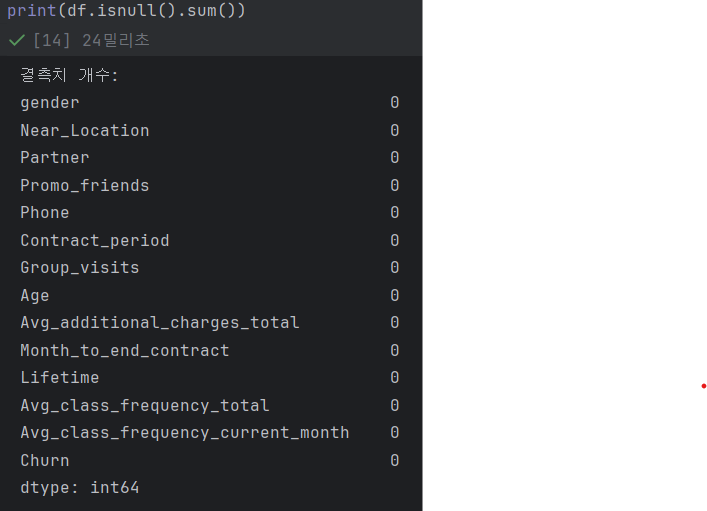 print(df.isnull().sum())
[14] 24밀리초
결측치 개수:
gender 0
Near_Location 0
Partner 0
Promo_friends 0
Phone 0
Contract_period 0
Group_visits 0
Age 0
Avg_additional_charges_total 0
Month_to_end_contract 0
Lifetime 0
Avg_class_frequency_total 0
Avg_class_frequency_current_month 0
Churn 0
dtype: int64